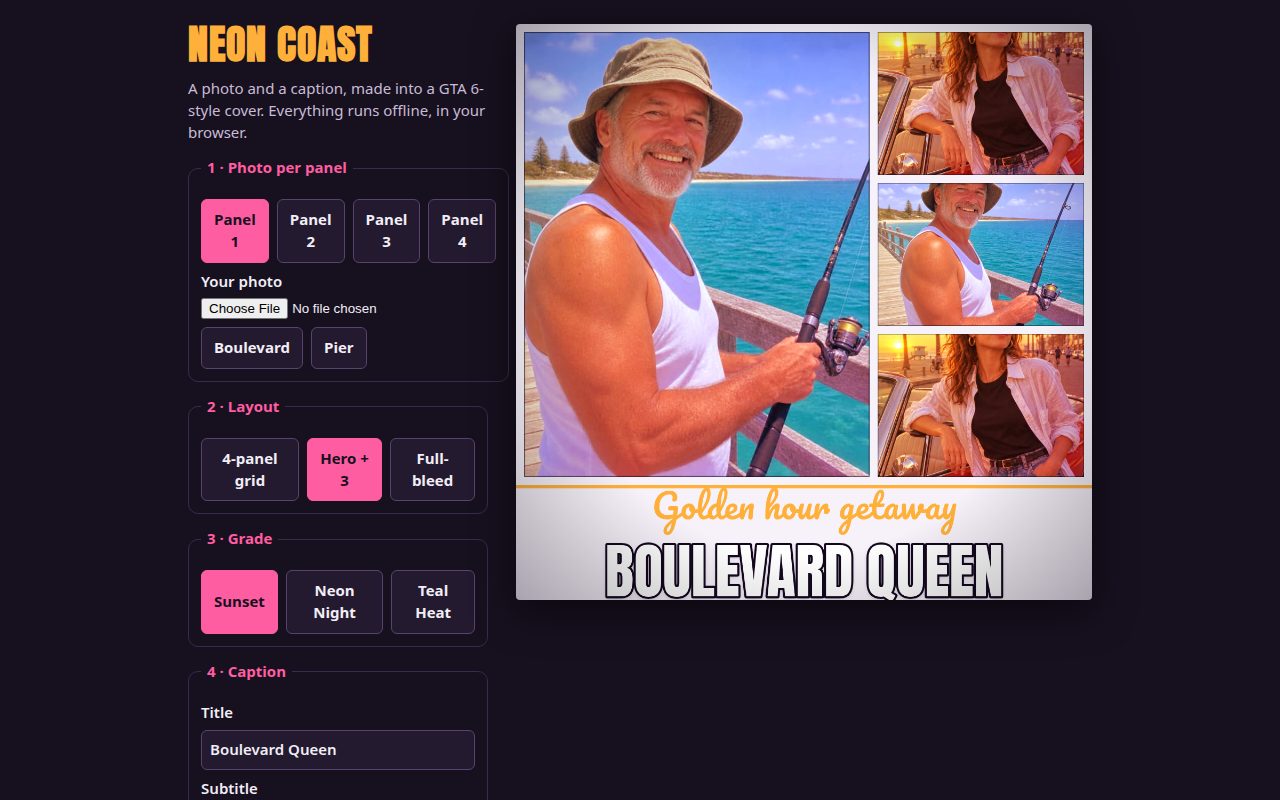 NEON COAST
A photo and a caption, made into a GTA 6-
style cover. Everything runs offline, in your
browser.
1 · Photo per panel
Panel 1
Panel 2
Panel 3
Panel 4
Your photo
Choose File No file chosen
Boulevard
Pier
2 · Layout
4-panel grid
Hero + 3
Full-bleed
3 · Grade
Sunset
Neon Night
Teal Heat
4 · Caption
Title
Boulevard Queen
Subtitle
Golden hour getaway
BOULEVARD QUEEN